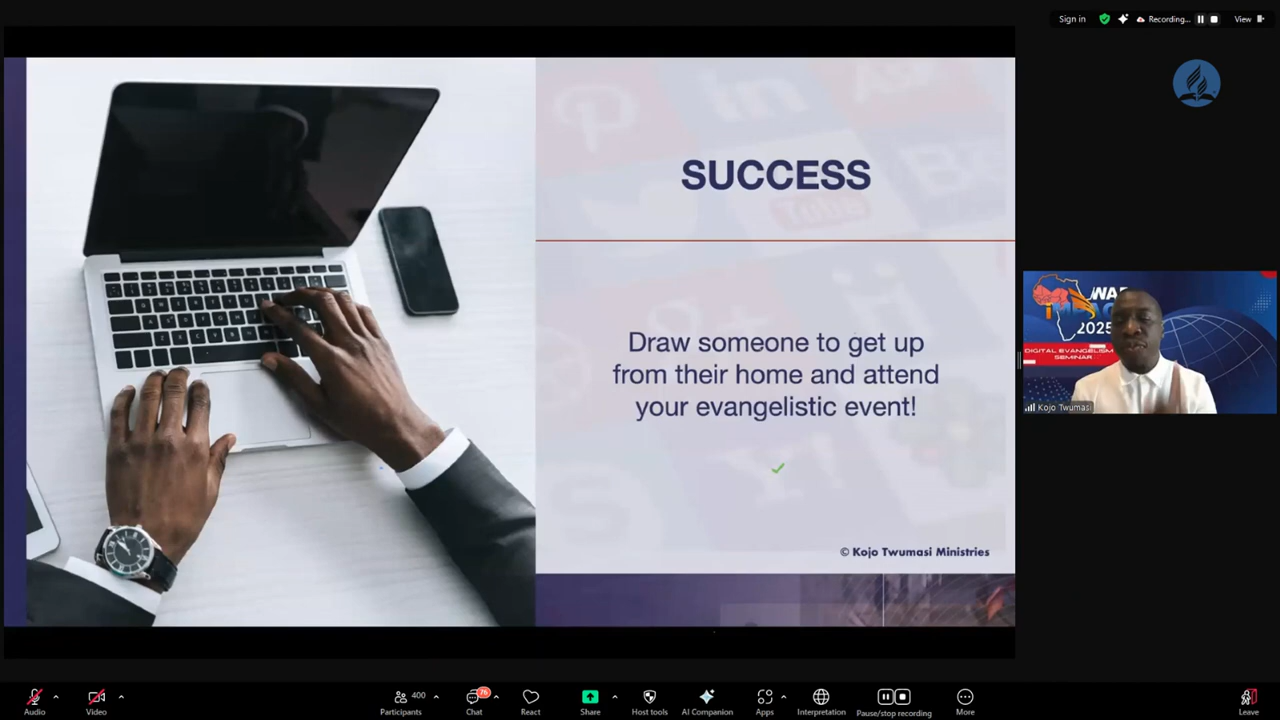 Sign in
Recording...
View
SUCCESS
Draw someone to get up
from their home and attend
your evangelistic event!
© Kojo Twumasi Ministries
2025
DIGITAL EVANGELISM
SEMINAR
Kojo Twumasi
Audio
Video
Participants
400
Chat
76
React
Share
Host tools
AI Companion
Apps
Interpretation
Pause/stop recording
More
Leave